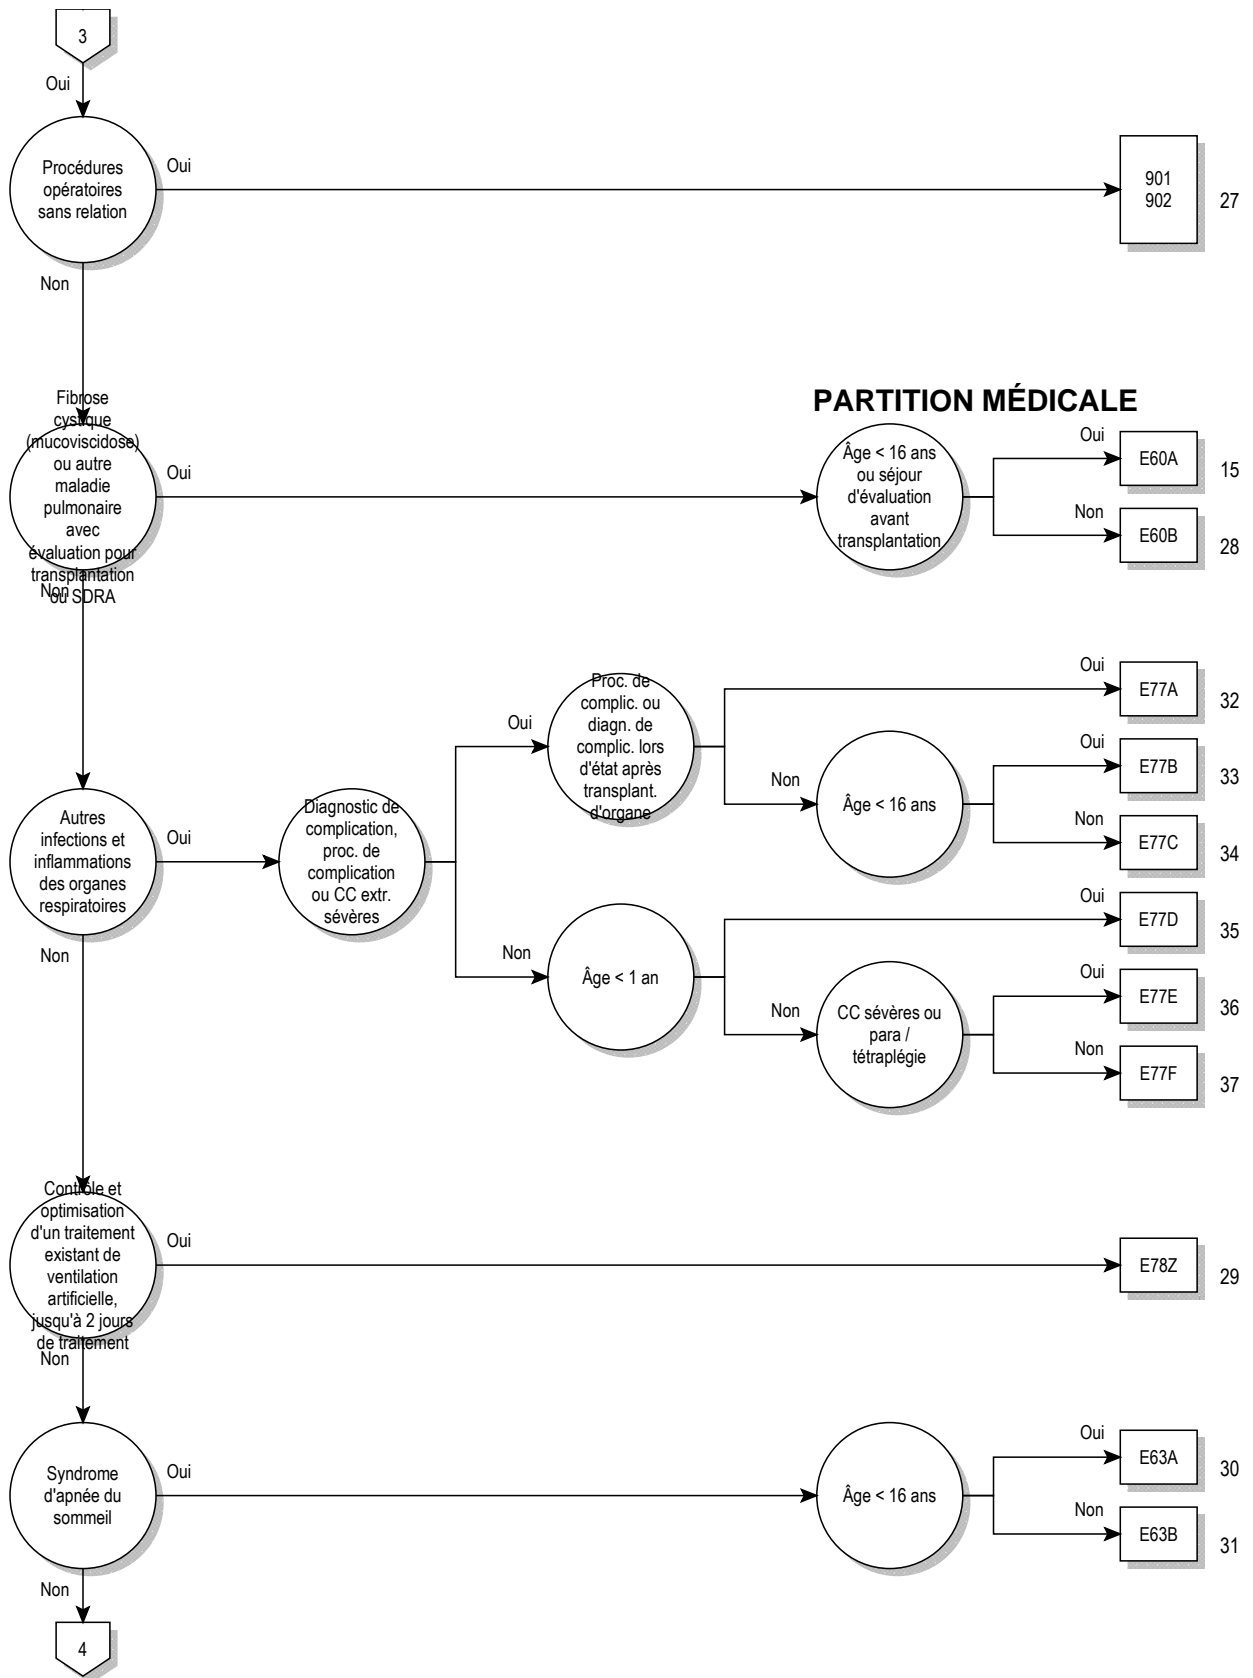 3
Oui
Procédures
opératoires
sans relation
Oui
901
902
27
Non
PARTITION MÉDICALE
Fibrose
cystique
(mucoviscidose)
ou autre
maladie
pulmonaire
avec
évaluation pour
transplantation
ou SDRA
Oui
Âge < 16 ans
ou séjour
d'évaluation
avant
transplantation
Oui
E60A
15
Non
E60B
28
Non
Autres
infections et
inflammations
des organes
respiratoires
Oui
Diagnostic de
complication,
proc. de
complication
ou CC extr.
sévères
Oui
Proc. de
complic. ou
diagn. de
complic. lors
d'état après
transplant.
d'organe
Oui
E77A
32
Non
Âge < 16 ans
Oui
E77B
33
Non
E77C
34
Non
Âge < 1 an
Oui
E77D
35
Non
CC sévères ou
para /
tétraplégie
Oui
E77E
36
Non
E77F
37
Non
Contrôle et
optimisation
d'un traitement
existant de
ventilation
artificielle,
jusqu'à 2 jours
de traitement
Oui
E78Z
29
Non
Syndrome
d'apnée du
sommeil
Oui
Âge < 16 ans
Oui
E63A
30
Non
E63B
31
Non
4